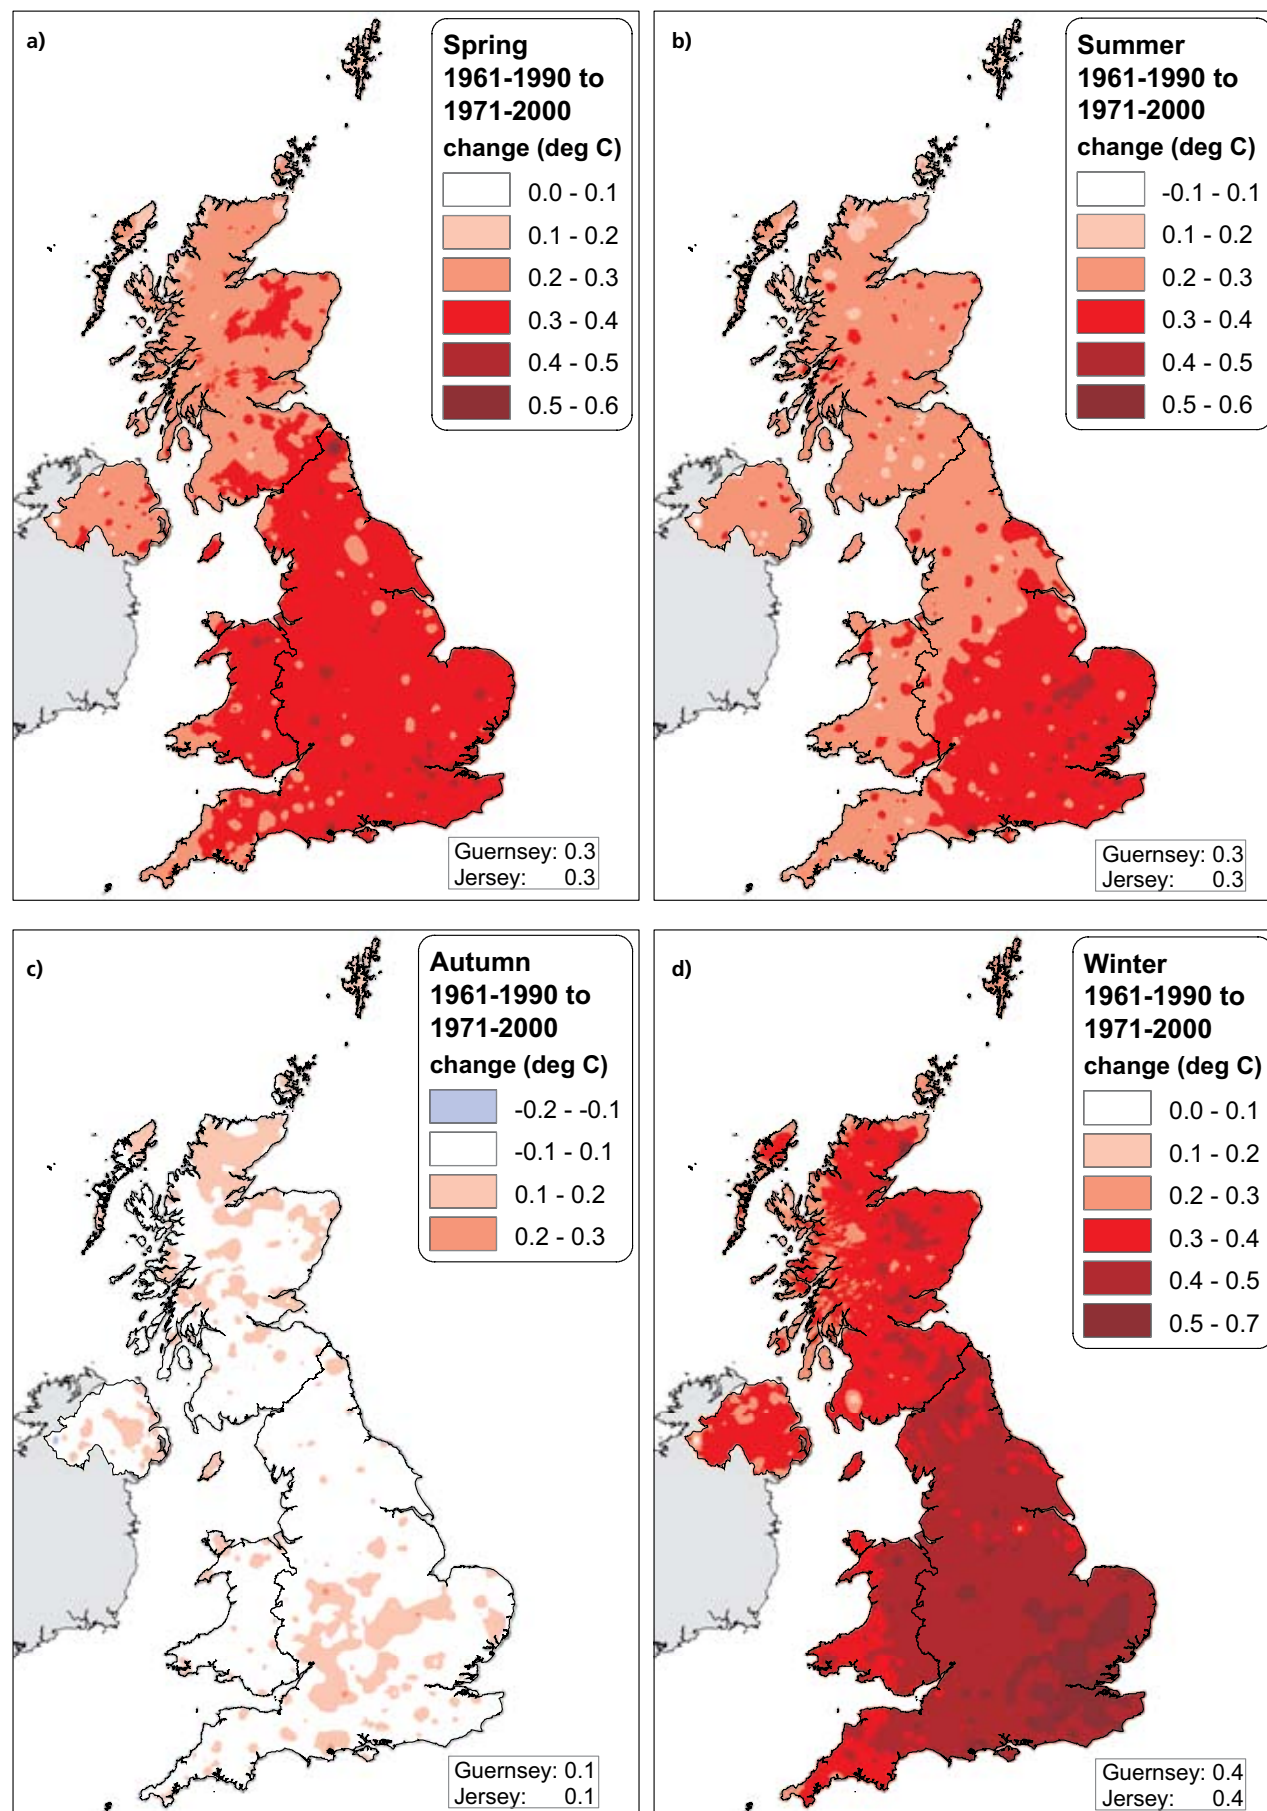 a)
Spring
1961-1990 to
1971-2000
change (deg C)
0.0 - 0.1
0.1 - 0.2
0.2 - 0.3
0.3 - 0.4
0.4 - 0.5
0.5 - 0.6
Guernsey: 0.3
Jersey: 0.3
b)
Summer
1961-1990 to
1971-2000
change (deg C)
-0.1 - 0.1
0.1 - 0.2
0.2 - 0.3
0.3 - 0.4
0.4 - 0.5
0.5 - 0.6
Guernsey: 0.3
Jersey: 0.3
c)
Autumn
1961-1990 to
1971-2000
change (deg C)
-0.2 - -0.1
-0.1 - 0.1
0.1 - 0.2
0.2 - 0.3
Guernsey: 0.1
Jersey: 0.1
d)
Winter
1961-1990 to
1971-2000
change (deg C)
0.0 - 0.1
0.1 - 0.2
0.2 - 0.3
0.3 - 0.4
0.4 - 0.5
0.5 - 0.7
Guernsey: 0.4
Jersey: 0.4